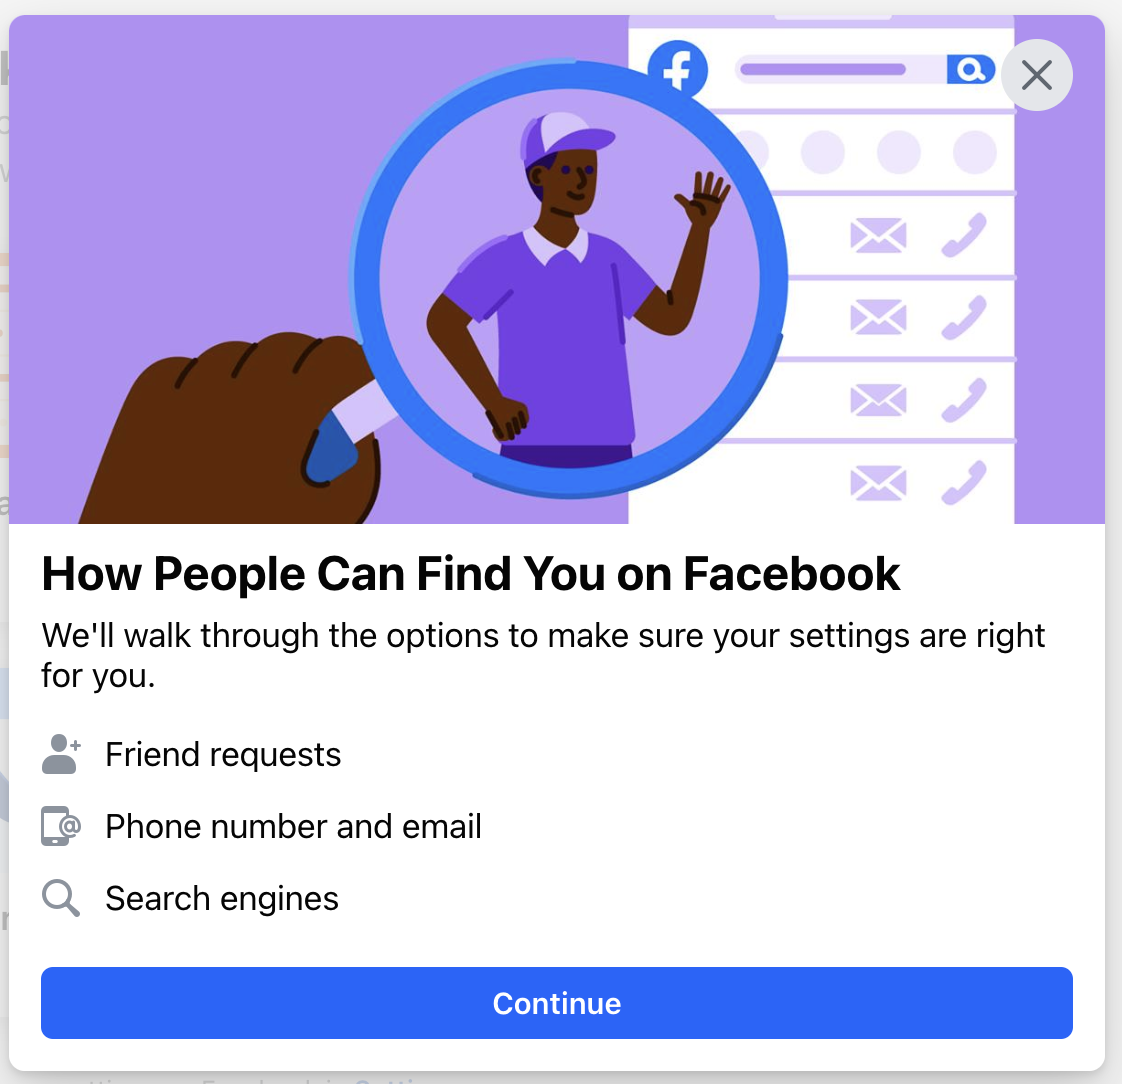 How People Can Find You on Facebook
We'll walk through the options to make sure your settings are right
for you.
Friend requests
Phone number and email
Search engines
Continue